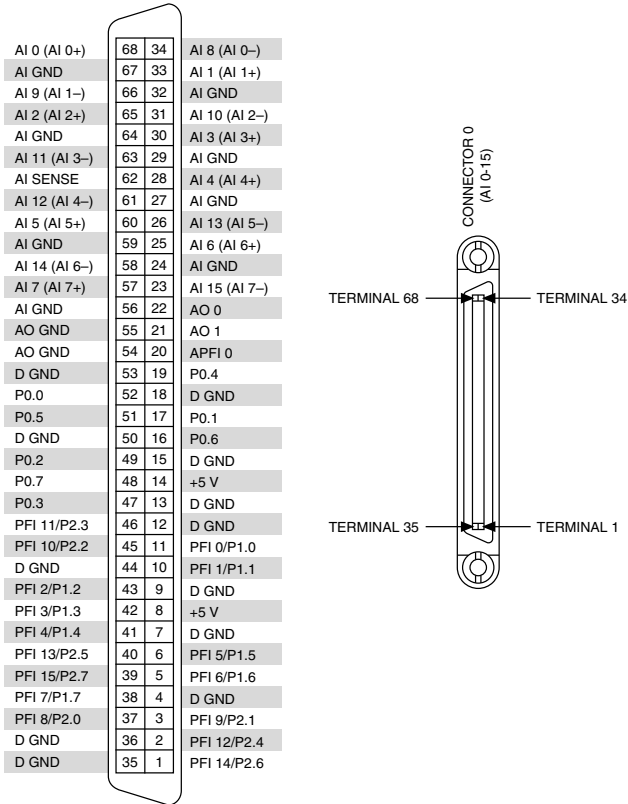 AI 0 (AI 0+) 68 34 AI 8 (AI 0–)
AI GND 67 33 AI 1 (AI 1+)
AI 9 (AI 1–) 66 32 AI GND
AI 2 (AI 2+) 65 31 AI 10 (AI 2–)
AI GND 64 30 AI 3 (AI 3+)
AI 11 (AI 3–) 63 29 AI GND
AI SENSE 62 28 AI 4 (AI 4+)
AI 12 (AI 4–) 61 27 AI GND
AI 5 (AI 5+) 60 26 AI 13 (AI 5–)
AI GND 59 25 AI 6 (AI 6+)
AI 14 (AI 6–) 58 24 AI GND
AI 7 (AI 7+) 57 23 AI 15 (AI 7–)
AI GND 56 22 AO 0
AO GND 55 21 AO 1
AO GND 54 20 APFI 0
D GND 53 19 P0.4
P0.0 52 18 D GND
P0.5 51 17 P0.1
D GND 50 16 P0.6
P0.2 49 15 D GND
P0.7 48 14 +5 V
P0.3 47 13 D GND
PFI 11/P2.3 46 12 D GND
PFI 10/P2.2 45 11 PFI 0/P1.0
D GND 44 10 PFI 1/P1.1
PFI 2/P1.2 43 9 D GND
PFI 3/P1.3 42 8 +5 V
PFI 4/P1.4 41 7 D GND
PFI 13/P2.5 40 6 PFI 5/P1.5
PFI 15/P2.7 39 5 PFI 6/P1.6
PFI 7/P1.7 38 4 D GND
PFI 8/P2.0 37 3 PFI 9/P2.1
D GND 36 2 PFI 12/P2.4
D GND 35 1 PFI 14/P2.6
CONNECTOR 0
(AI 0-15)
TERMINAL 68 TERMINAL 34
TERMINAL 35 TERMINAL 1